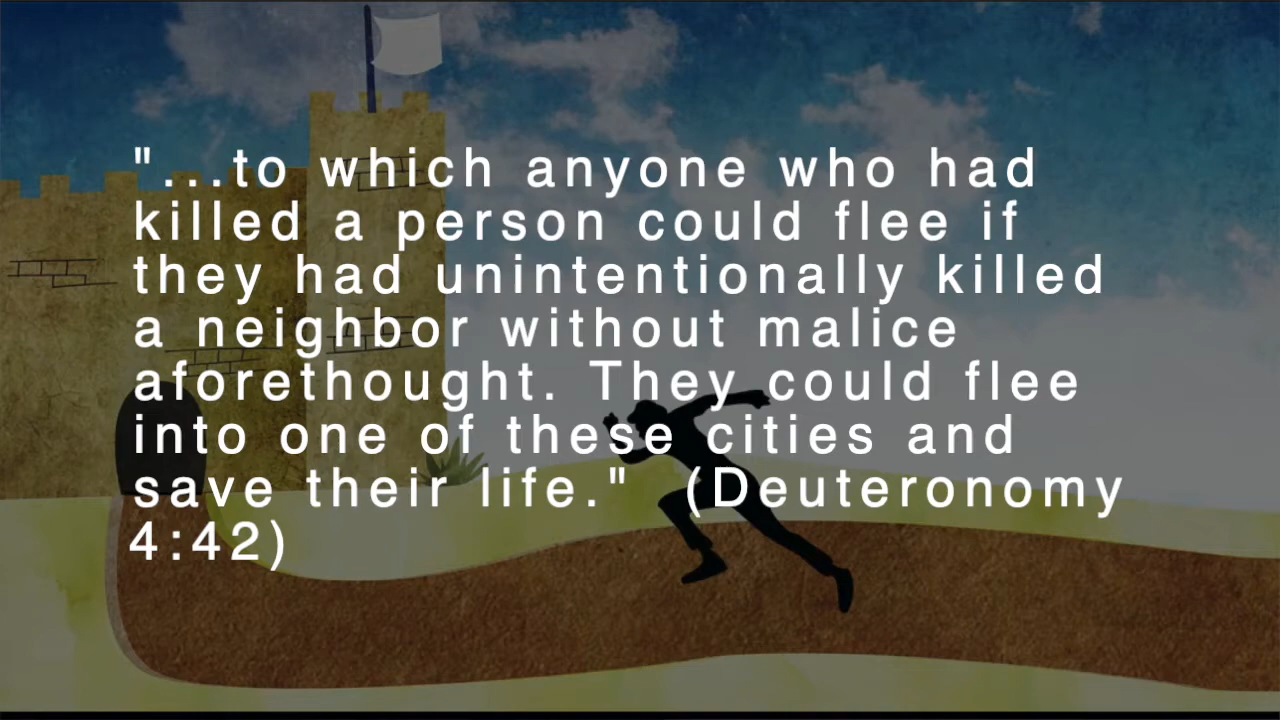 "...to which anyone who had
killed a person could flee if
they had unintentionally killed
a neighbor without malice
aforethought. They could flee
into one of these cities and
save their life."  (Deuteronomy
4:42)